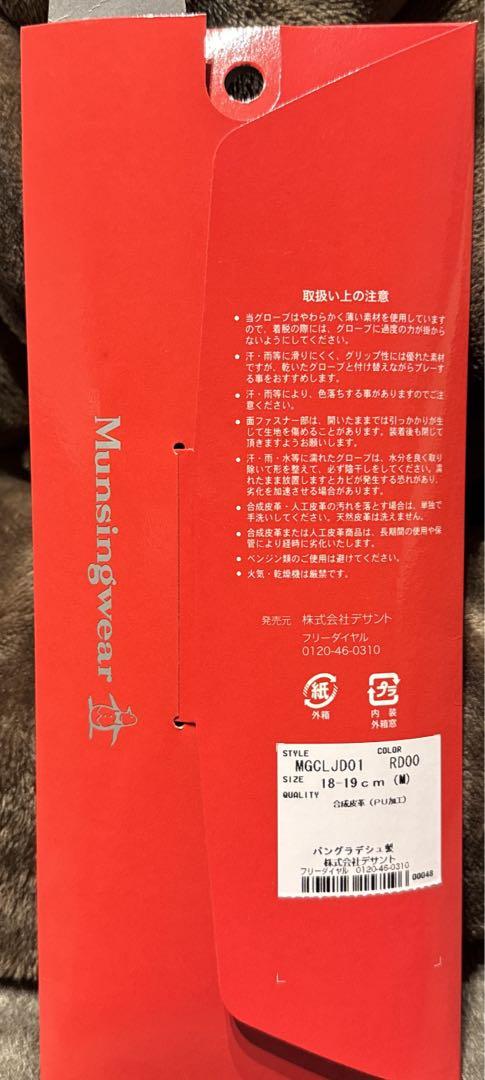 取扱い上の注意
● 当グローブはやわらかく薄い素材を使用しています
ので、着脱の際には、グローブに過度の力が掛から
ないようにしてください。
● 汗・雨等に滑りにくく、グリップ性には優れた素材
ですが、乾いたグローブと付け替えながらプレーす
る事をおすすめします。
● 汗・雨等により、色落ちする事がありますのでご注
意ください。
● 面ファスナー部は、開いたままでは引っかかりが生
じて生地を傷めることがあります。装着後も閉じて
頂きますようお願いします。
● 汗・雨・水等に濡れたグローブは、水分を良く取り
除いて形を整えて、必ず陰干しをしてください。濡
れたまま放置しますとカビが発生する恐れがあり、
劣化を加速させる場合があります。
● 合成皮革・人工皮革の汚れを落とす場合は、単独で
手洗いしてください。天然皮革は洗えません。
● 合成皮革または人工皮革商品は、長期間の使用や保
管により経時に劣化いたします。
● ベンジン類のご使用は避けてください。
● 火気・乾燥機は厳禁です。
Munsingwear
発売元 株式会社デサント
フリーダイヤル
0120-46-0310
紙
外箱
プラ
内装
外箱窓
STYLE COLOR
MGCLJD01 RD00
SIZE 18-19cm (M)
QUALITY
合成皮革(PU加工)
バングラデシュ製
株式会社デサント
フリーダイヤル 0120-46-0310
00048